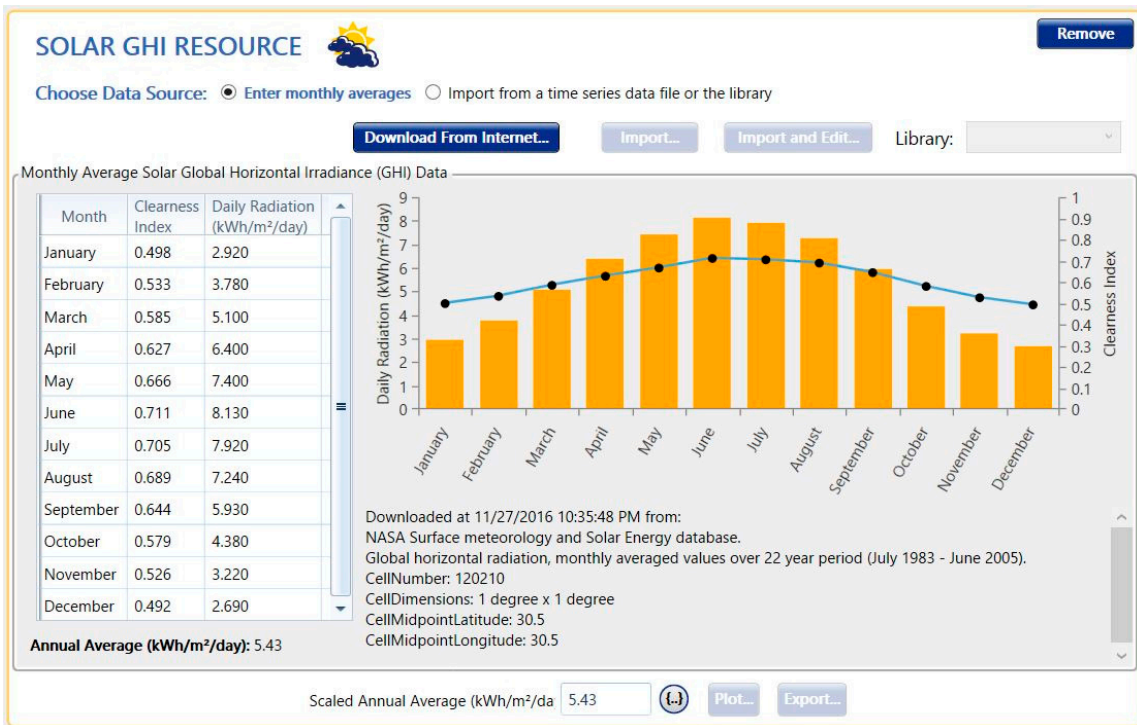 SOLAR GHI RESOURCE
Remove
Choose Data Source: Enter monthly averages Import from a time series data file or the library
Download From Internet... Import... Import and Edit... Library:
Monthly Average Solar Global Horizontal Irradiance (GHI) Data
Month Clearness Index Daily Radiation (kWh/m²/day)
January 0.498 2.920
February 0.533 3.780
March 0.585 5.100
April 0.627 6.400
May 0.666 7.400
June 0.711 8.130
July 0.705 7.920
August 0.689 7.240
September 0.644 5.930
October 0.579 4.380
November 0.526 3.220
December 0.492 2.690
Annual Average (kWh/m²/day): 5.43
Daily Radiation (kWh/m²/day)
9
8
7
6
5
4
3
2
1
0
1
0.9
0.8
0.7
0.6
0.5
0.4
0.3
0.2
0.1
0
Clearness Index
January February March April May June July August September October November December
Downloaded at 11/27/2016 10:35:48 PM from:
NASA Surface meteorology and Solar Energy database.
Global horizontal radiation, monthly averaged values over 22 year period (July 1983 - June 2005).
CellNumber: 120210
CellDimensions: 1 degree x 1 degree
CellMidpointLatitude: 30.5
CellMidpointLongitude: 30.5
Scaled Annual Average (kWh/m²/da 5.43 {..} Plot... Export...